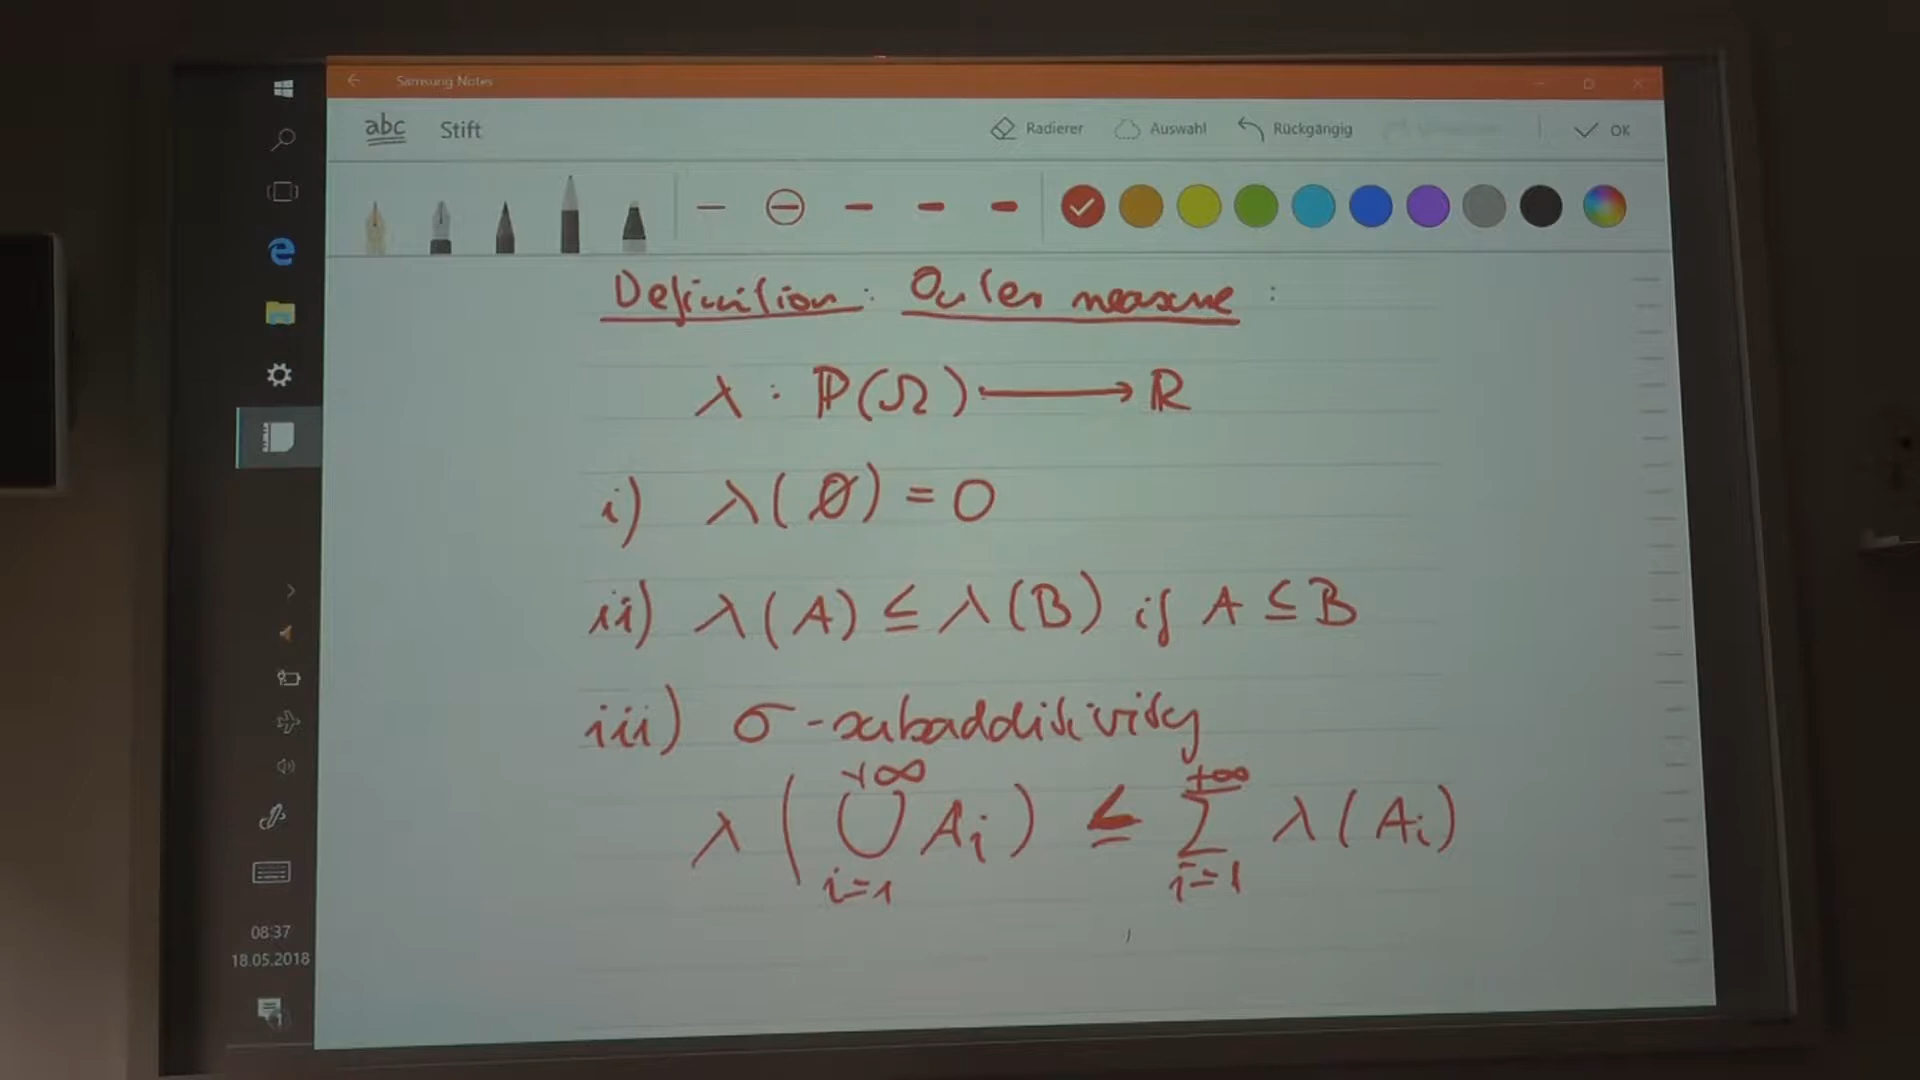 Samsung Notes
abc Stift Radierer Auswahl Rückgängig OK
Definition: Outer measure:
λ : ℙ(Ω) ⟶ ℝ
i) λ(∅) = 0
ii) λ(A) ≤ λ(B) if A ⊆ B
iii) σ-subadditivity
λ(⋃_{i=1}^{+∞} A_i) ≤ ∑_{i=1}^{+∞} λ(A_i)
08:37
18.05.2018